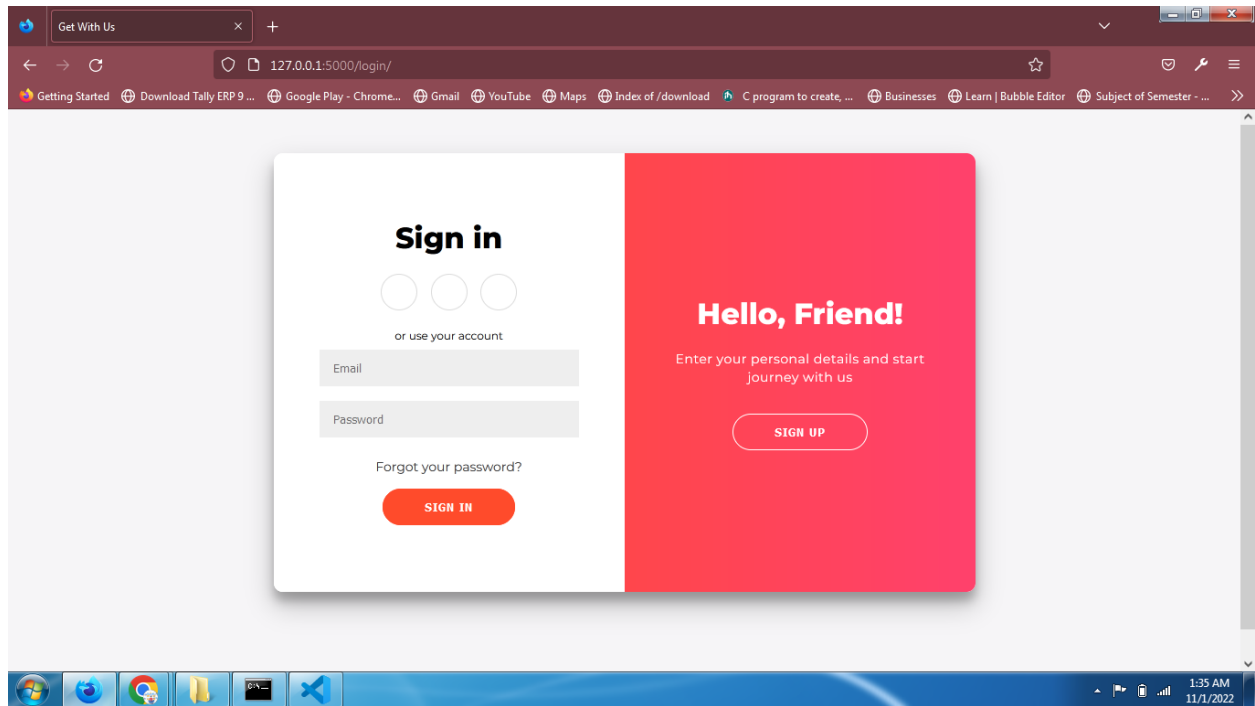 Get With Us
127.0.0.1:5000/login/
Getting Started Download Tally ERP 9 ... Google Play - Chrome... Gmail YouTube Maps Index of /download C program to create, ... Businesses Learn | Bubble Editor Subject of Semester - ...
Sign in
or use your account
Email
Password
Forgot your password?
SIGN IN
Hello, Friend!
Enter your personal details and start
journey with us
SIGN UP
1:35 AM
11/1/2022